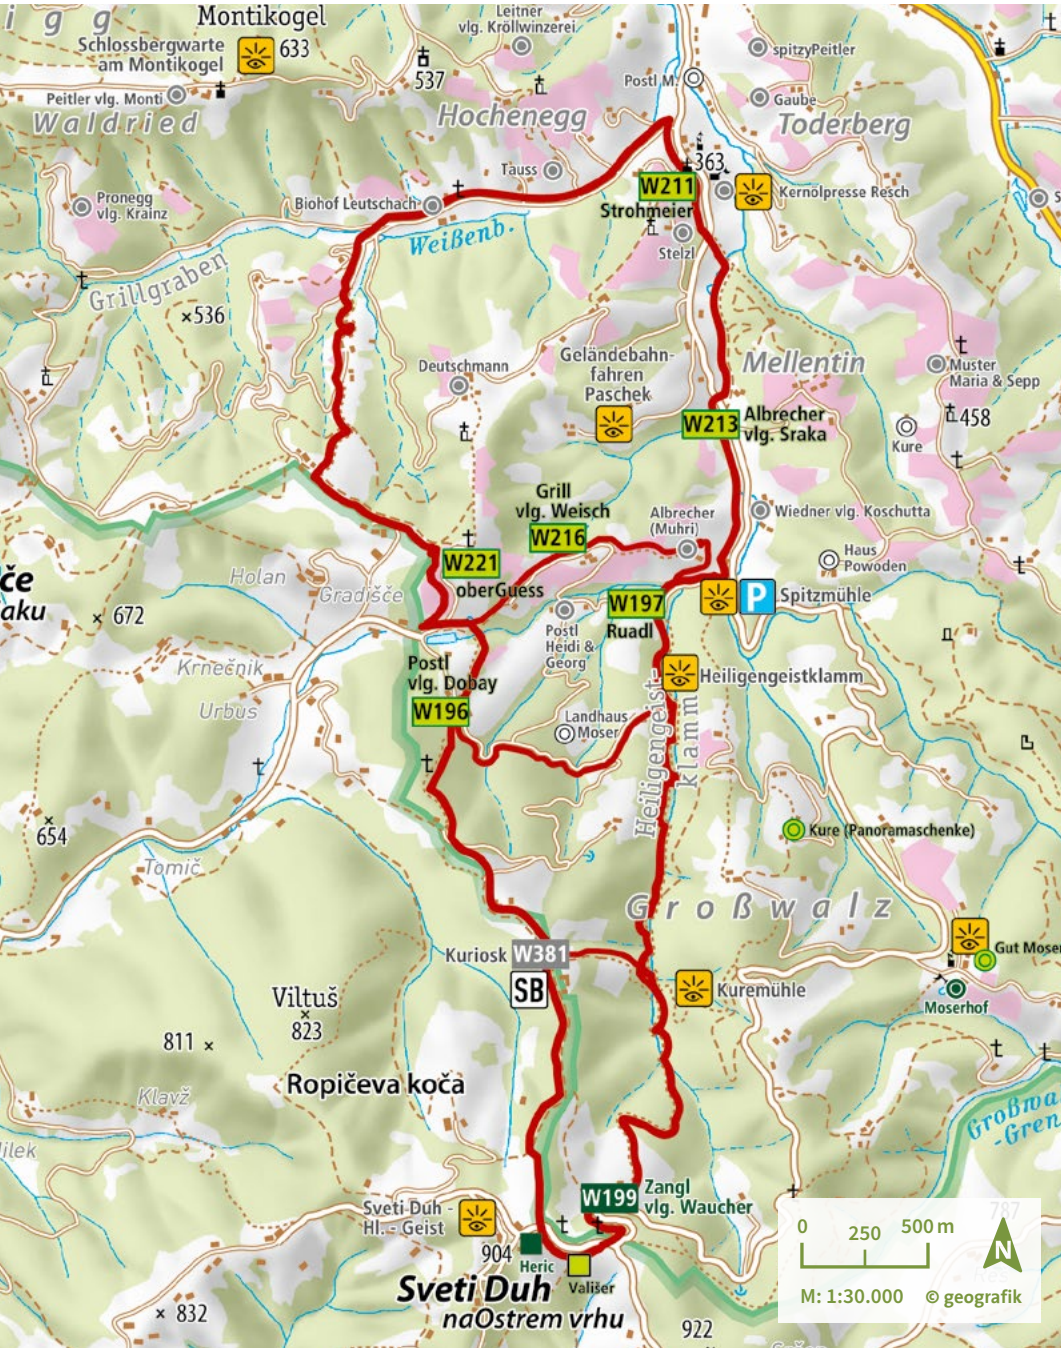 igg
Montikogel
Schlossbergwarte
am Montikogel
633
Leitner
vlg. Kröllwinzerei
537
spitzyPeitler
Postl M.
Gaube
Peitler vlg. Monti
Waldried
Hochenegg
Toderberg
Tauss
363
W211
Strohmeier
Kernölpresse Resch
Pronegg
vlg. Krainz
Biohof Leutschach
Weißenb.
Stelzl
Grillgraben
536
Deutschmann
Geländebahn-
fahren
Paschek
Mellentin
Muster
Maria & Sepp
W213
Albrecher
vlg. Sraka
458
Kure
Grill
vlg. Weisch
W216
Albrecher
(Muhri)
Wiedner vlg. Koschutta
Haus
Powoden
W221
oberGuess
Holan
Gradišče
če
aku
672
W197
Ruadl
P
Spitzmühle
Postl
Heidi &
Georg
Krnečnik
Urbus
Postl
vlg. Dobay
W196
Heiligengeistklamm
Landhaus
Moser
Heiligengeist-
klamm
654
Tomič
Kure (Panoramaschenke)
Großwalz
Kuriosk
W381
SB
Gut Moser
Moserhof
Kuremühle
Viltuš
823
811
Ropičeva koča
Klavž
ilek
Großwa
-Gren
W199
Zangl
vlg. Waucher
Sveti Duh -
Hl. - Geist
904
Heric
Vališer
Sveti Duh
naOstrem vrhu
832
922
787
0
250
500 m
N
M: 1:30.000
© geografik